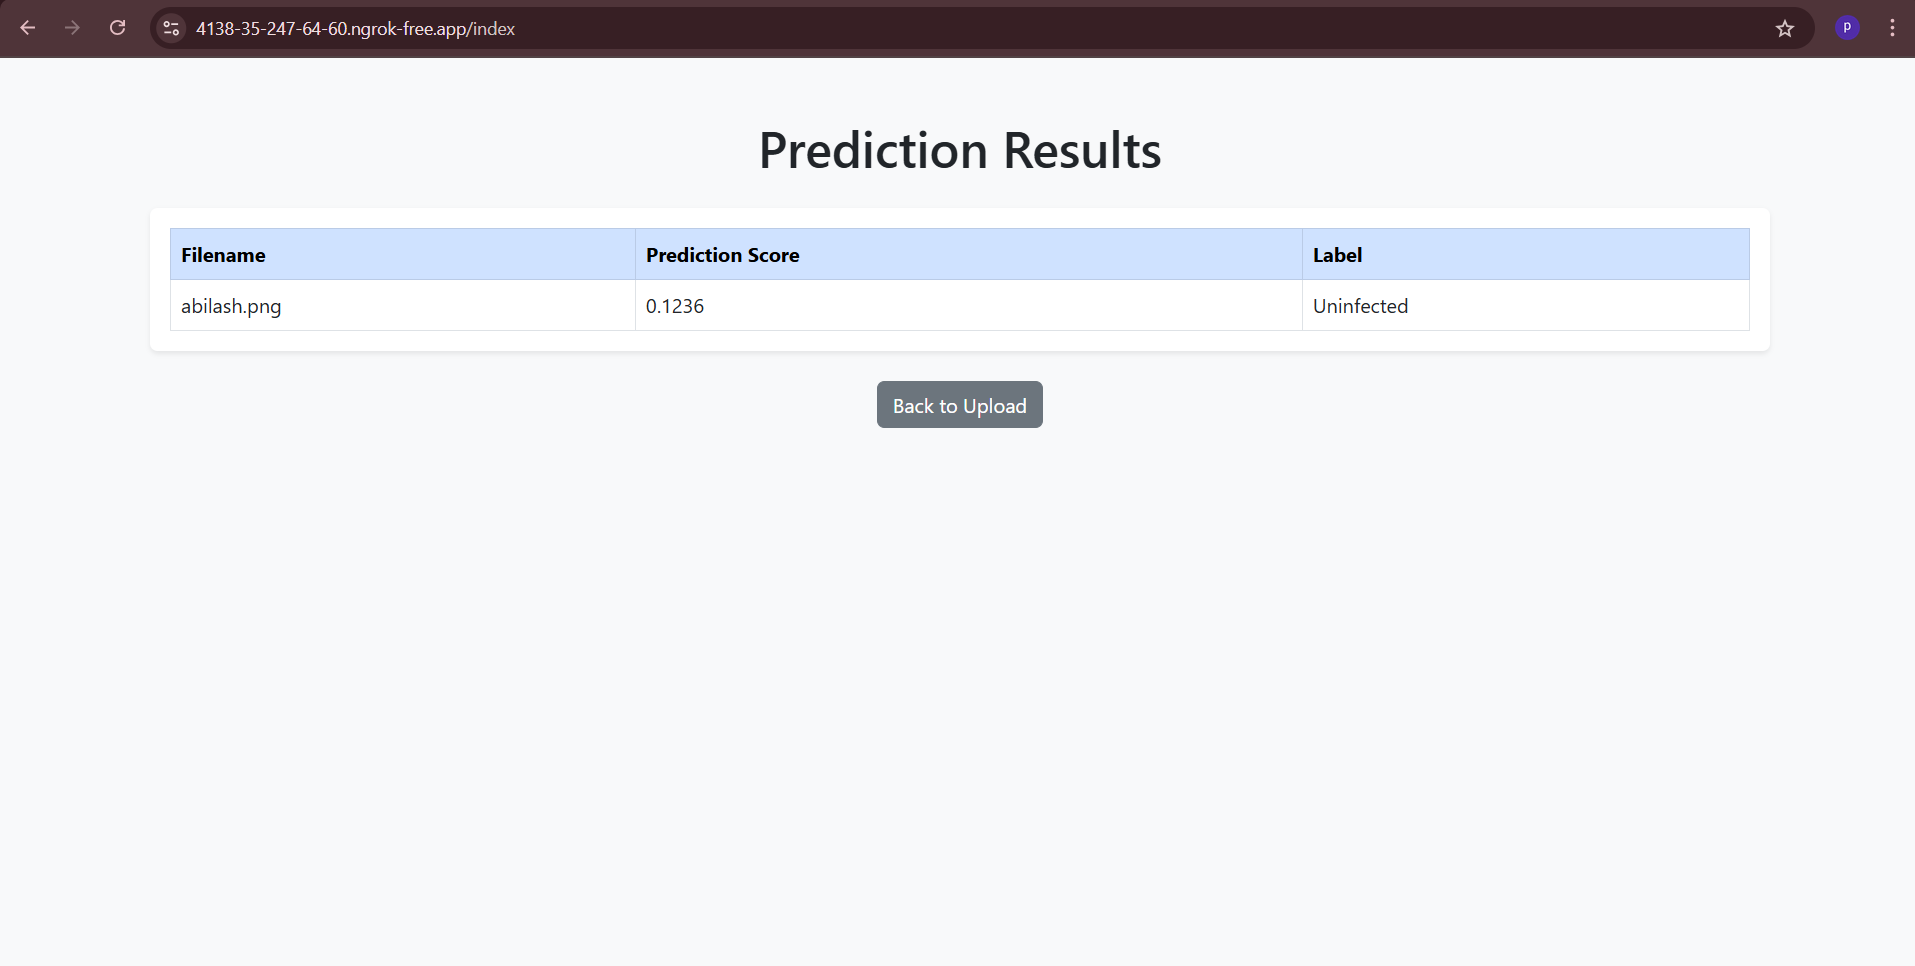 4138-35-247-64-60.ngrok-free.app/index
p
Prediction Results
Filename Prediction Score Label
abilash.png 0.1236 Uninfected
Back to Upload